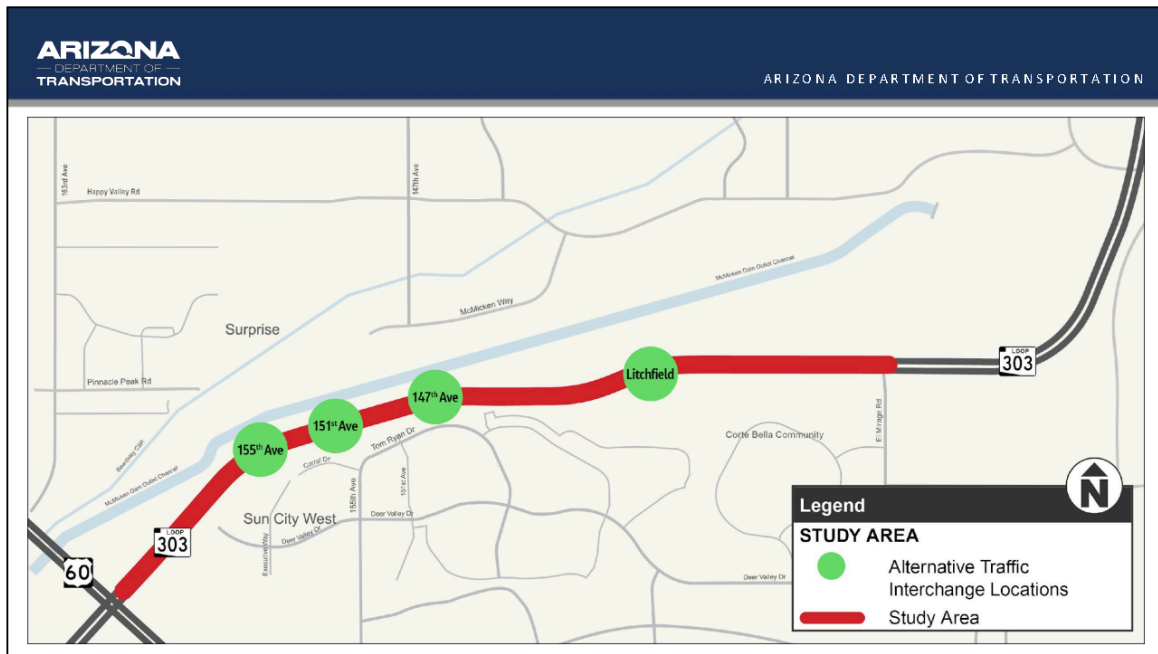 ARIZONA
DEPARTMENT OF
TRANSPORTATION
ARIZONA DEPARTMENT OF TRANSPORTATION
163rd Ave
Happy Valley Rd
147th Ave
McMicken Dam Outlet Channel
McMicken Way
Surprise
Pinnacle Peak Rd
LOOP
303
Litchfield
147th Ave
151st Ave
155th Ave
Tom Ryan Dr
Corte Bella Community
El Mirage Rd
Beardsley Canal
McMicken Dam Outlet Channel
Corral Dr
155th Ave
151st Ave
Sun City West
Deer Valley Dr
Deer Valley Dr
Executive Way
LOOP
303
60
Deer Valley Dr
N
Legend
STUDY AREA
Alternative Traffic
Interchange Locations
Study Area